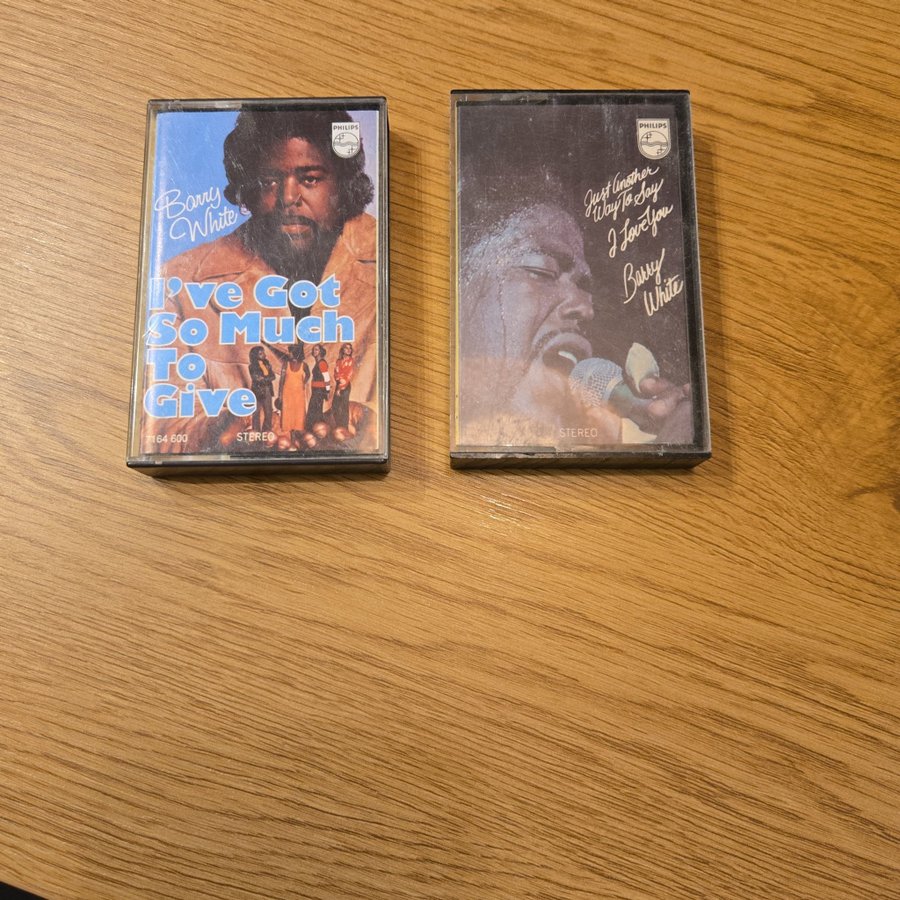 PHILIPS
Barry
White
I've Got
So Much
To
Give
7164 600
STEREO
PHILIPS
Just Another
Way To Say
I Love You
Barry
White
STEREO